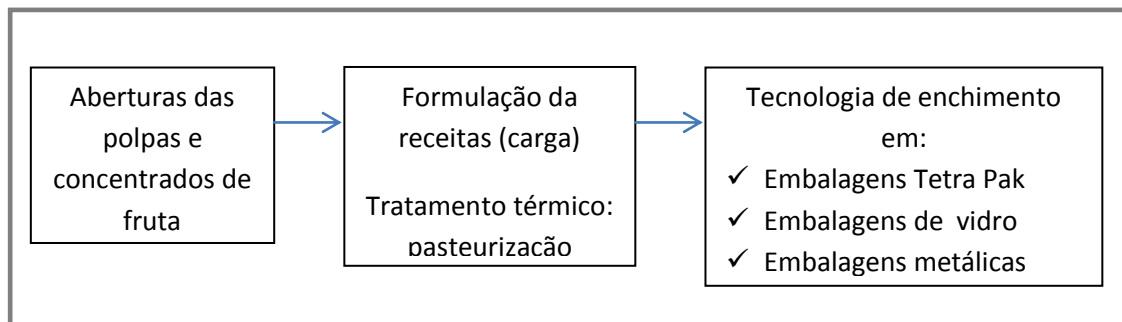 Aberturas das
polpas e
concentrados de
fruta
Formulação da
receitas (carga)
Tratamento térmico:
pasteurização
Tecnologia de enchimento
em:
✓ Embalagens Tetra Pak
✓ Embalagens de vidro
✓ Embalagens metálicas